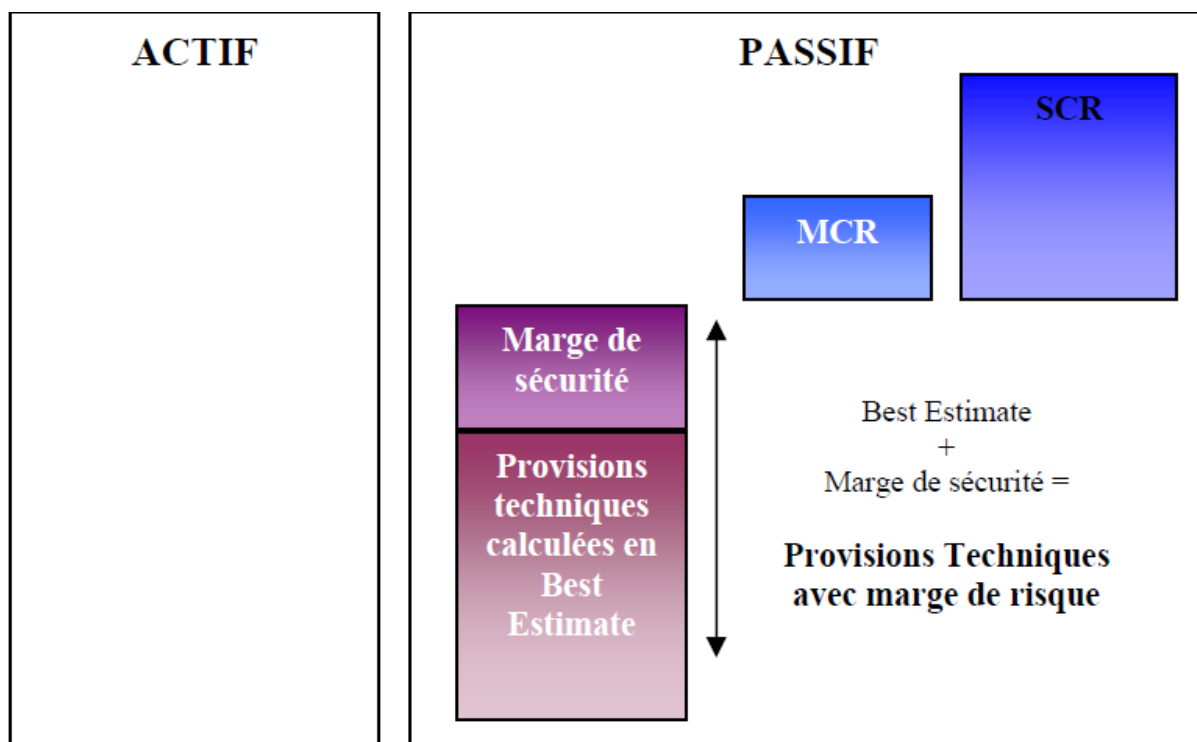 ACTIF
PASSIF
SCR
MCR
Marge de
sécurité
Provisions
techniques
calculées en
Best
Estimate
Best Estimate
+
Marge de sécurité =
Provisions Techniques
avec marge de risque